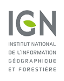 IGN
INSTITUT NATIONAL
DE L'INFORMATION
GÉOGRAPHIQUE
ET FORESTIÈRE